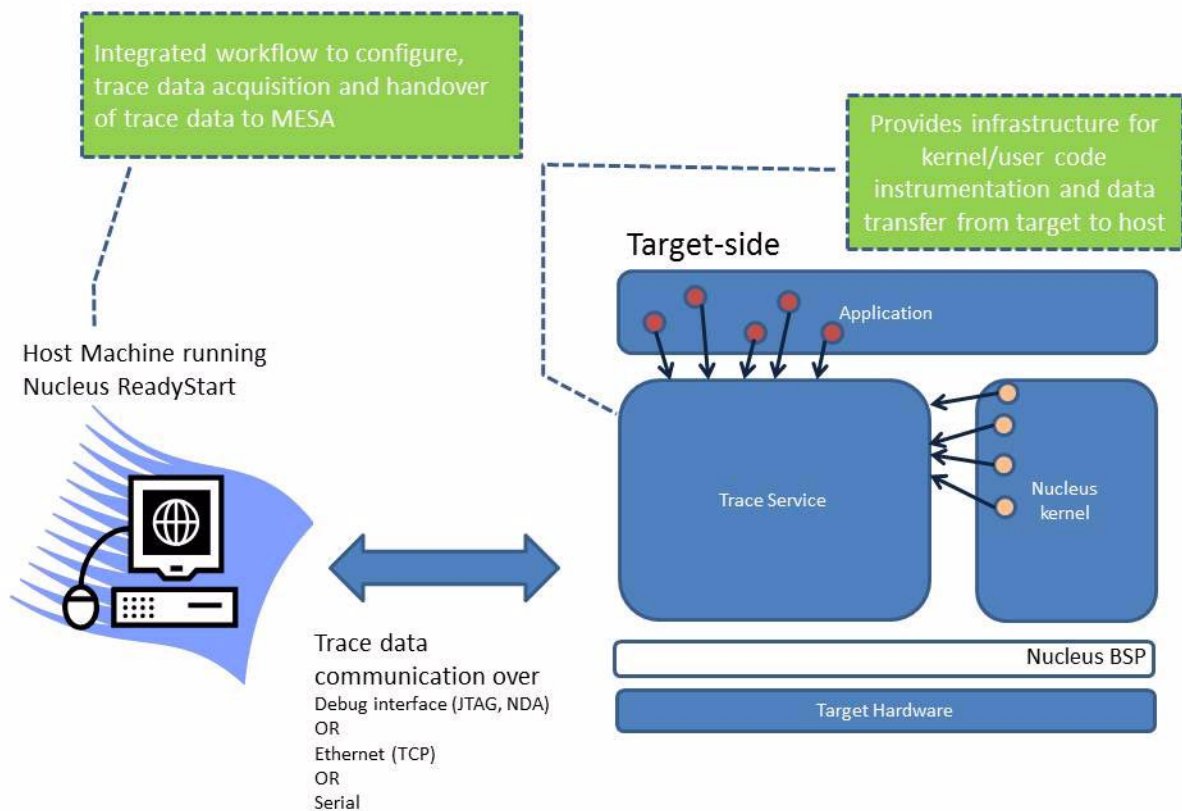 Integrated workflow to configure,
trace data acquisition and handover
of trace data to MESA
Provides infrastructure for
kernel/user code
instrumentation and data
transfer from target to host
Target-side
Application
Host Machine running
Nucleus ReadyStart
Trace Service
Nucleus
kernel
Trace data
communication over
Debug interface (JTAG, NDA)
OR
Ethernet (TCP)
OR
Serial
Nucleus BSP
Target Hardware